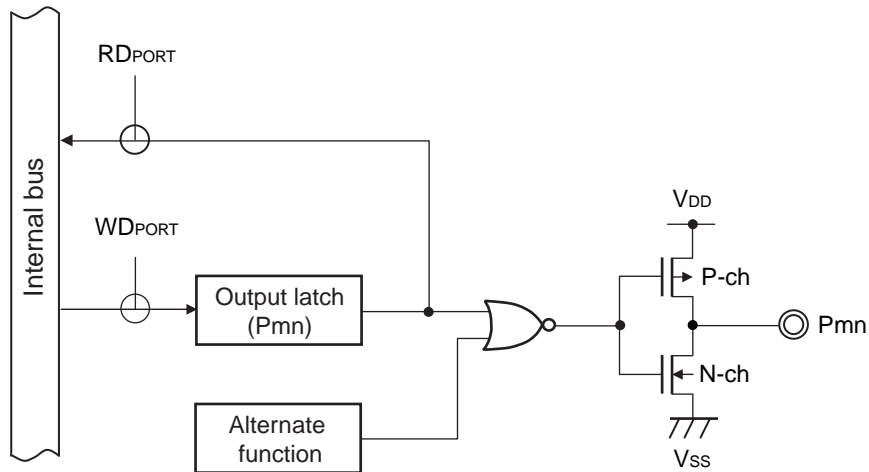 RDPORT
Internal bus
WDPORT
Output latch
(Pmn)
Alternate
function
VDD
P-ch
Pmn
N-ch
VSS